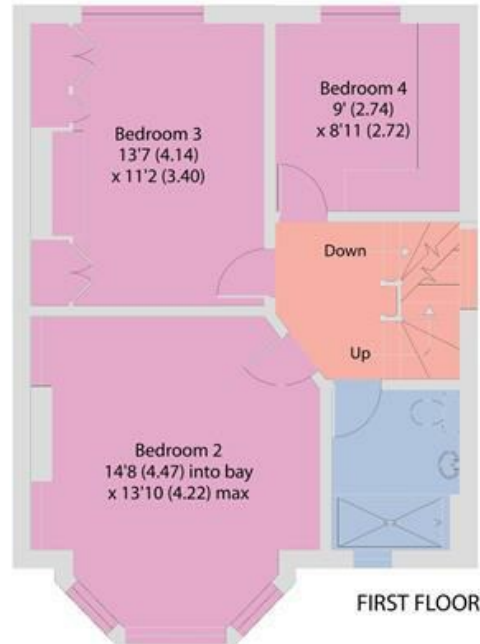 Bedroom 4
9' (2.74)
x 8'11 (2.72)
Bedroom 3
13'7 (4.14)
x 11'2 (3.40)
Down
Up
Bedroom 2
14'8 (4.47) into bay
x 13'10 (4.22) max
FIRST FLOOR